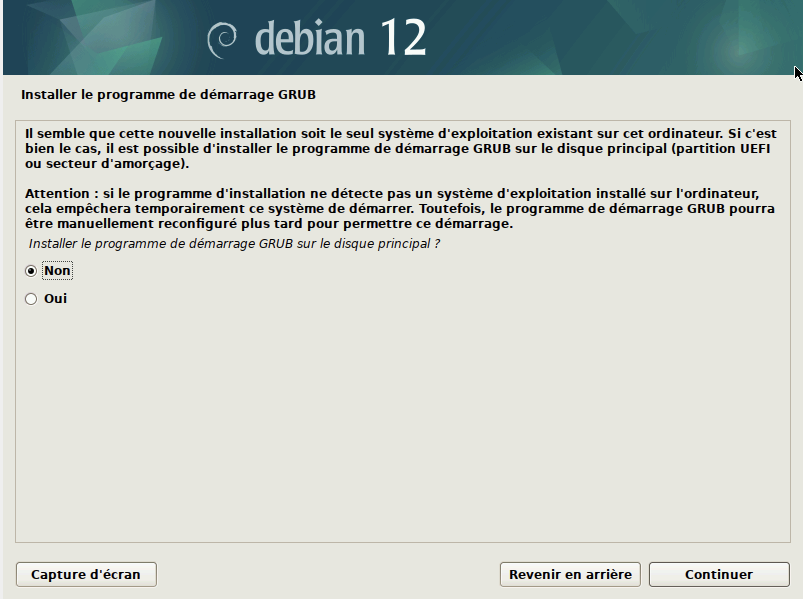 debian 12
Installer le programme de démarrage GRUB
Il semble que cette nouvelle installation soit le seul système d'exploitation existant sur cet ordinateur. Si c'est
bien le cas, il est possible d'installer le programme de démarrage GRUB sur le disque principal (partition UEFI
ou secteur d'amorçage).
Attention : si le programme d'installation ne détecte pas un système d'exploitation installé sur l'ordinateur,
cela empêchera temporairement ce système de démarrer. Toutefois, le programme de démarrage GRUB pourra
être manuellement reconfiguré plus tard pour permettre ce démarrage.
Installer le programme de démarrage GRUB sur le disque principal ?
Non
Oui
Capture d'écran
Revenir en arrière
Continuer